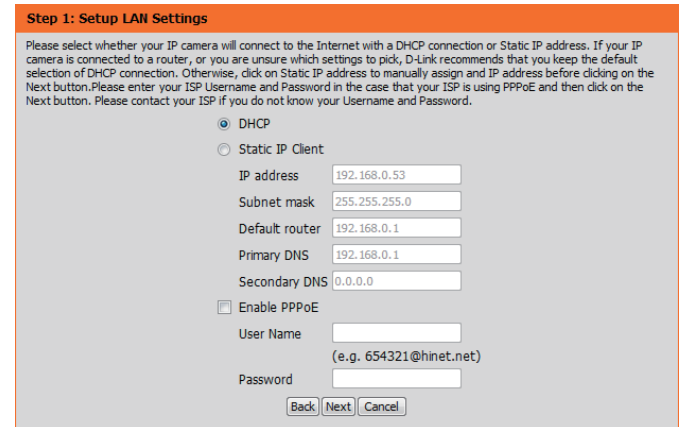 Step 1: Setup LAN Settings
Please select whether your IP camera will connect to the Internet with a DHCP connection or Static IP address. If your IP
camera is connected to a router, or you are unsure which settings to pick, D-Link recommends that you keep the default
selection of DHCP connection. Otherwise, click on Static IP address to manually assign and IP address before clicking on the
Next button.Please enter your ISP Username and Password in the case that your ISP is using PPPoE and then click on the
Next button. Please contact your ISP if you do not know your Username and Password.
DHCP
Static IP Client
IP address 192.168.0.53
Subnet mask 255.255.255.0
Default router 192.168.0.1
Primary DNS 192.168.0.1
Secondary DNS 0.0.0.0
Enable PPPoE
User Name
(e.g. 654321@hinet.net)
Password
Back Next Cancel